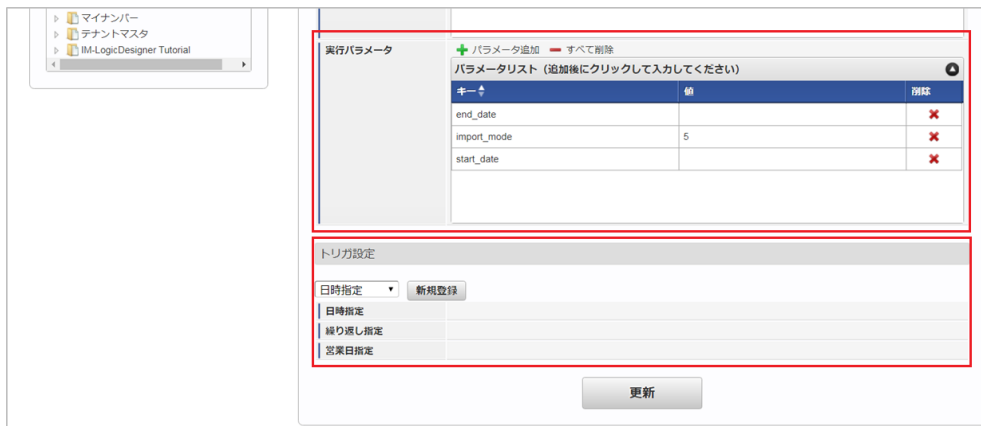 マイナンバー
テナントマスタ
IM-LogicDesigner Tutorial
実行パラメータ
パラメータ追加 すべて削除
パラメータリスト（追加後にクリックして入力してください）
キー 値 削除
end_date
import_mode 5
start_date
トリガ設定
日時指定 新規登録
日時指定
繰り返し指定
営業日指定
更新